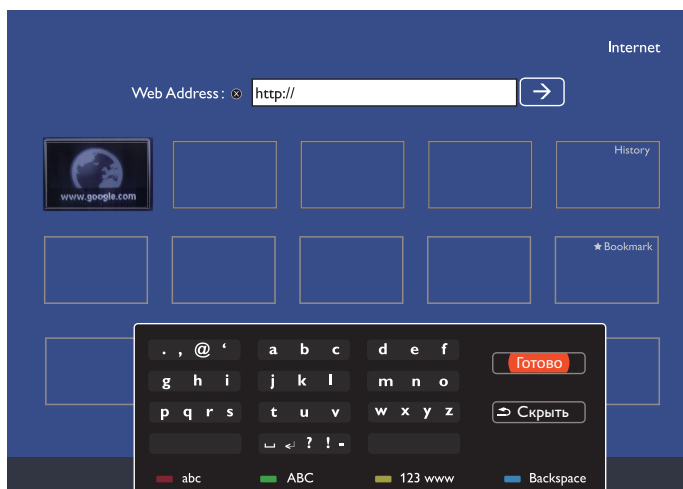 Internet
Web Address: http://
History
www.google.com
★ Bookmark
. , @ ‘ a b c d e f
Готово
g h i j k l m n o
p q r s t u v w x y z
Скрыть
? ! -
abc ABC 123 www Backspace